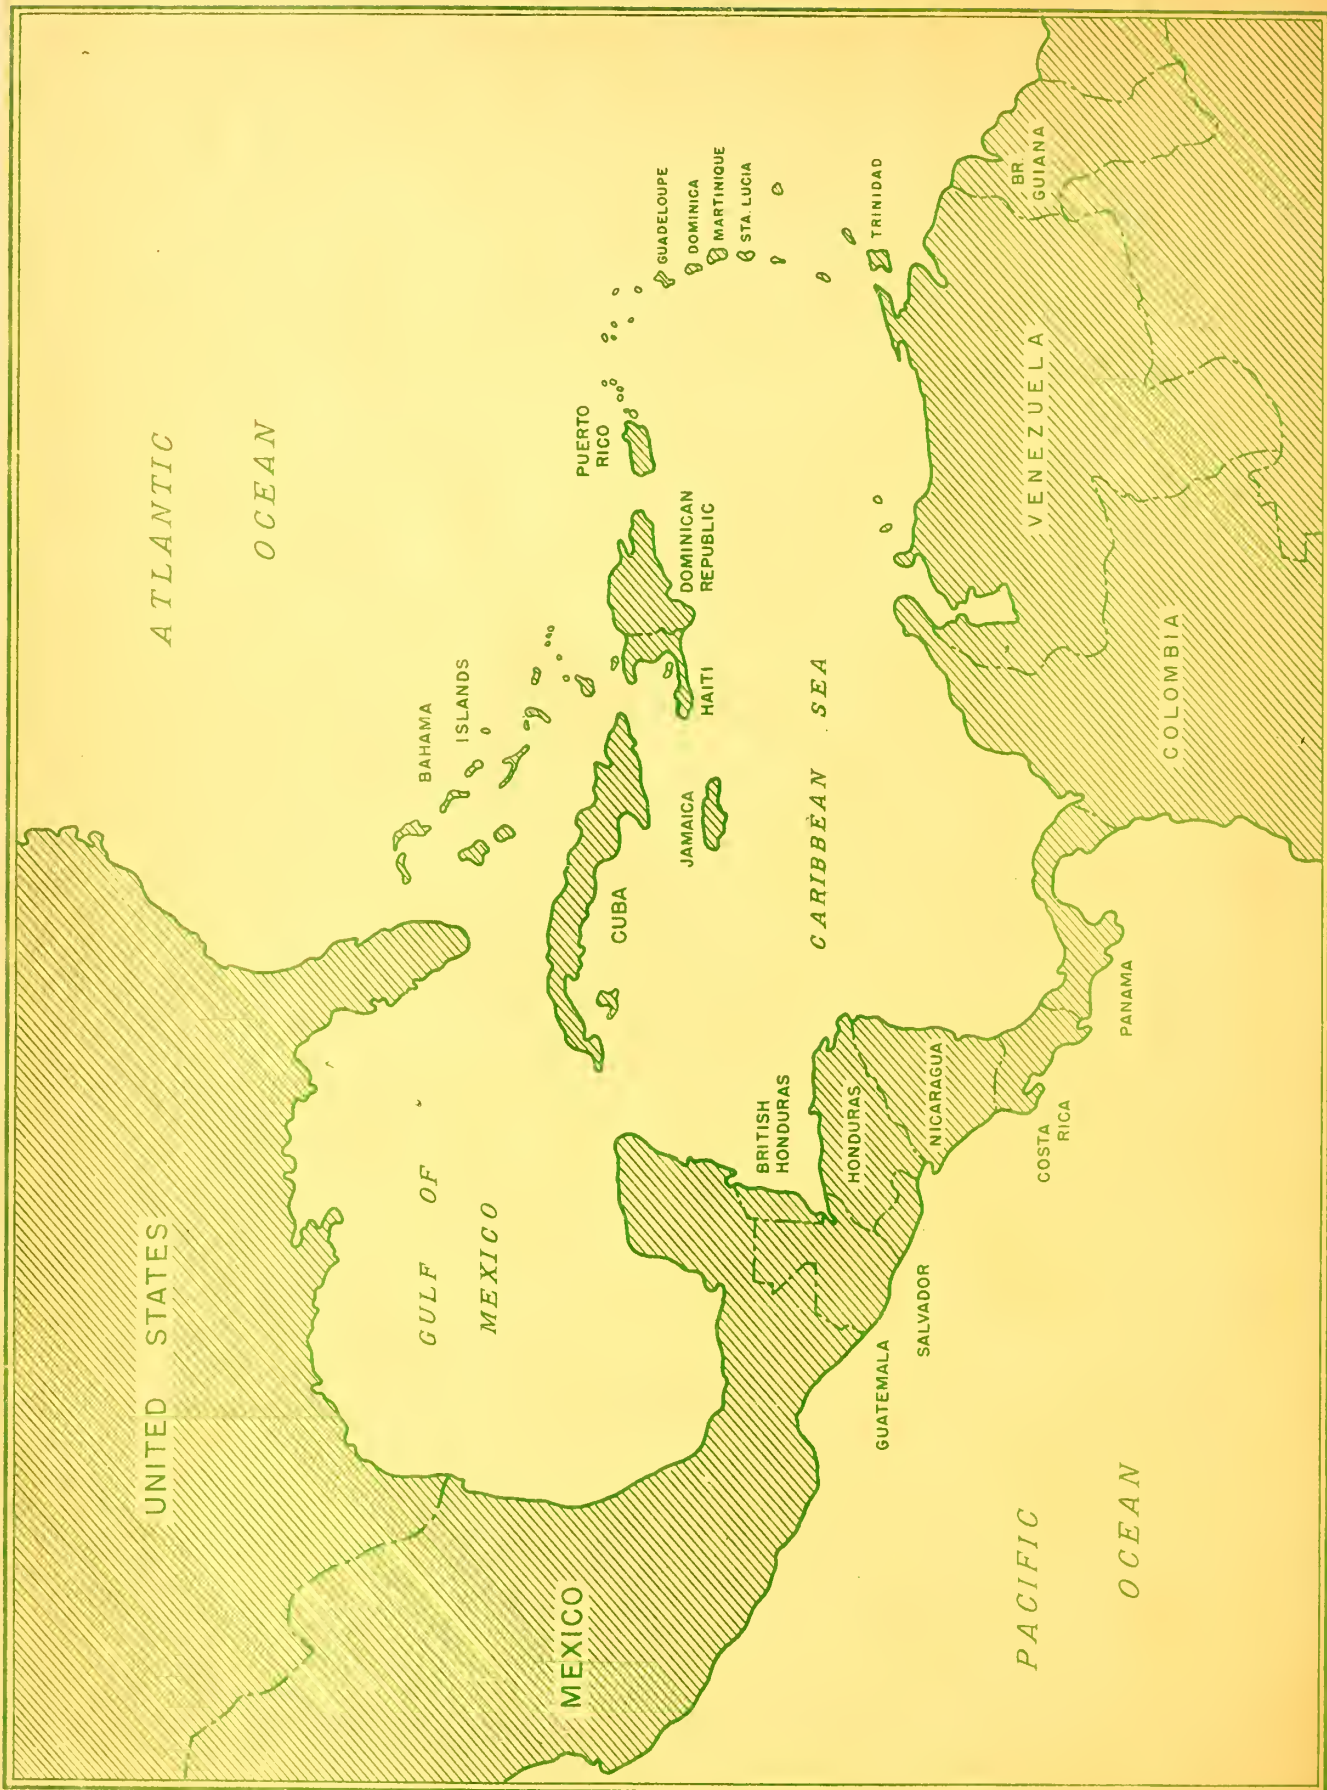 UNITED STATES
ATLANTIC
OCEAN
GULF OF
MEXICO
BAHAMA
ISLANDS
MEXICO
CUBA
PUERTO
RICO
DOMINICAN
REPUBLIC
HAITI
JAMAICA
GUADELOUPE
DOMINICA
MARTINIQUE
STA. LUCIA
TRINIDAD
BRITISH
HONDURAS
CARIBBEAN SEA
HONDURAS
GUATEMALA
SALVADOR
NICARAGUA
COSTA
RICA
PANAMA
VENEZUELA
BR.
GUIANA
COLOMBIA
PACIFIC
OCEAN